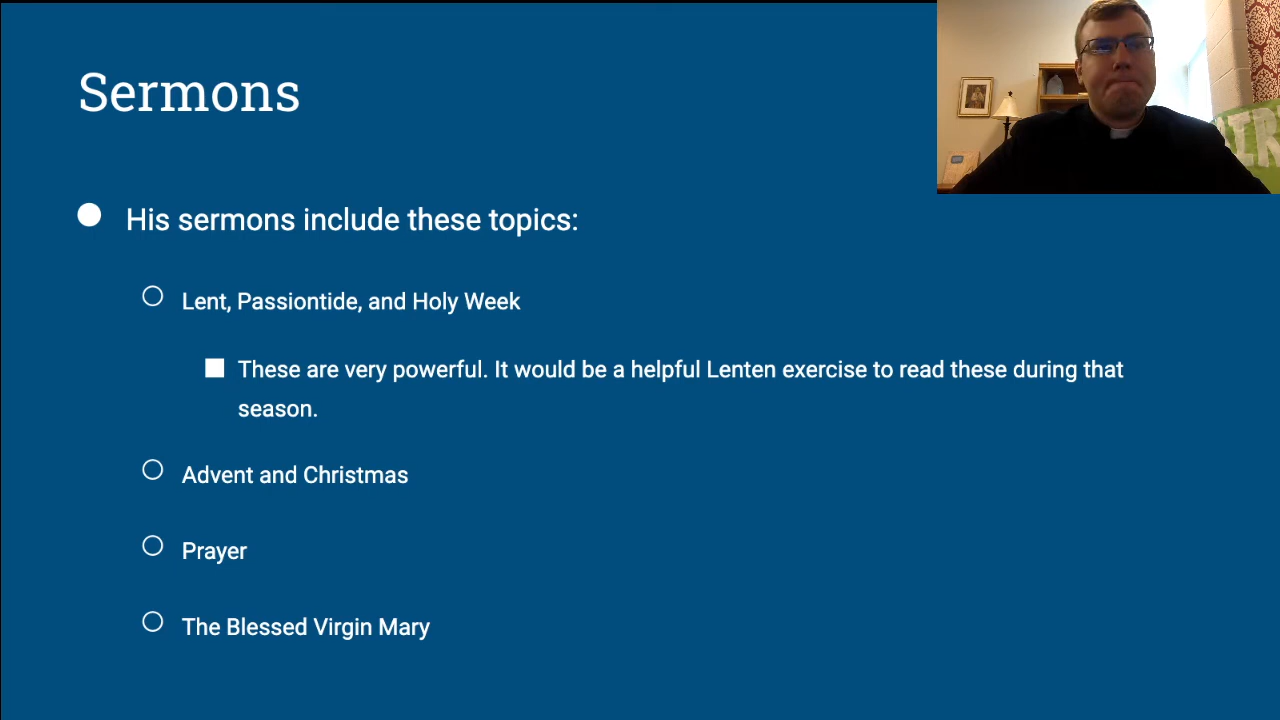 Sermons
His sermons include these topics:
Lent, Passiontide, and Holy Week
These are very powerful. It would be a helpful Lenten exercise to read these during that
season.
Advent and Christmas
Prayer
The Blessed Virgin Mary